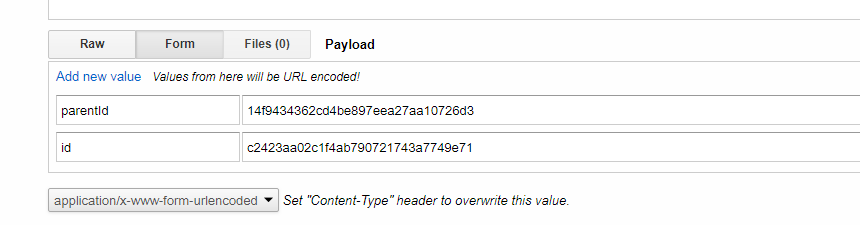 Raw Form Files (0) Payload
Add new value Values from here will be URL encoded!
parentId 14f9434362cd4be897eea27aa10726d3
id c2423aa02c1f4ab790721743a7749e71
application/x-www-form-urlencoded Set "Content-Type" header to overwrite this value.